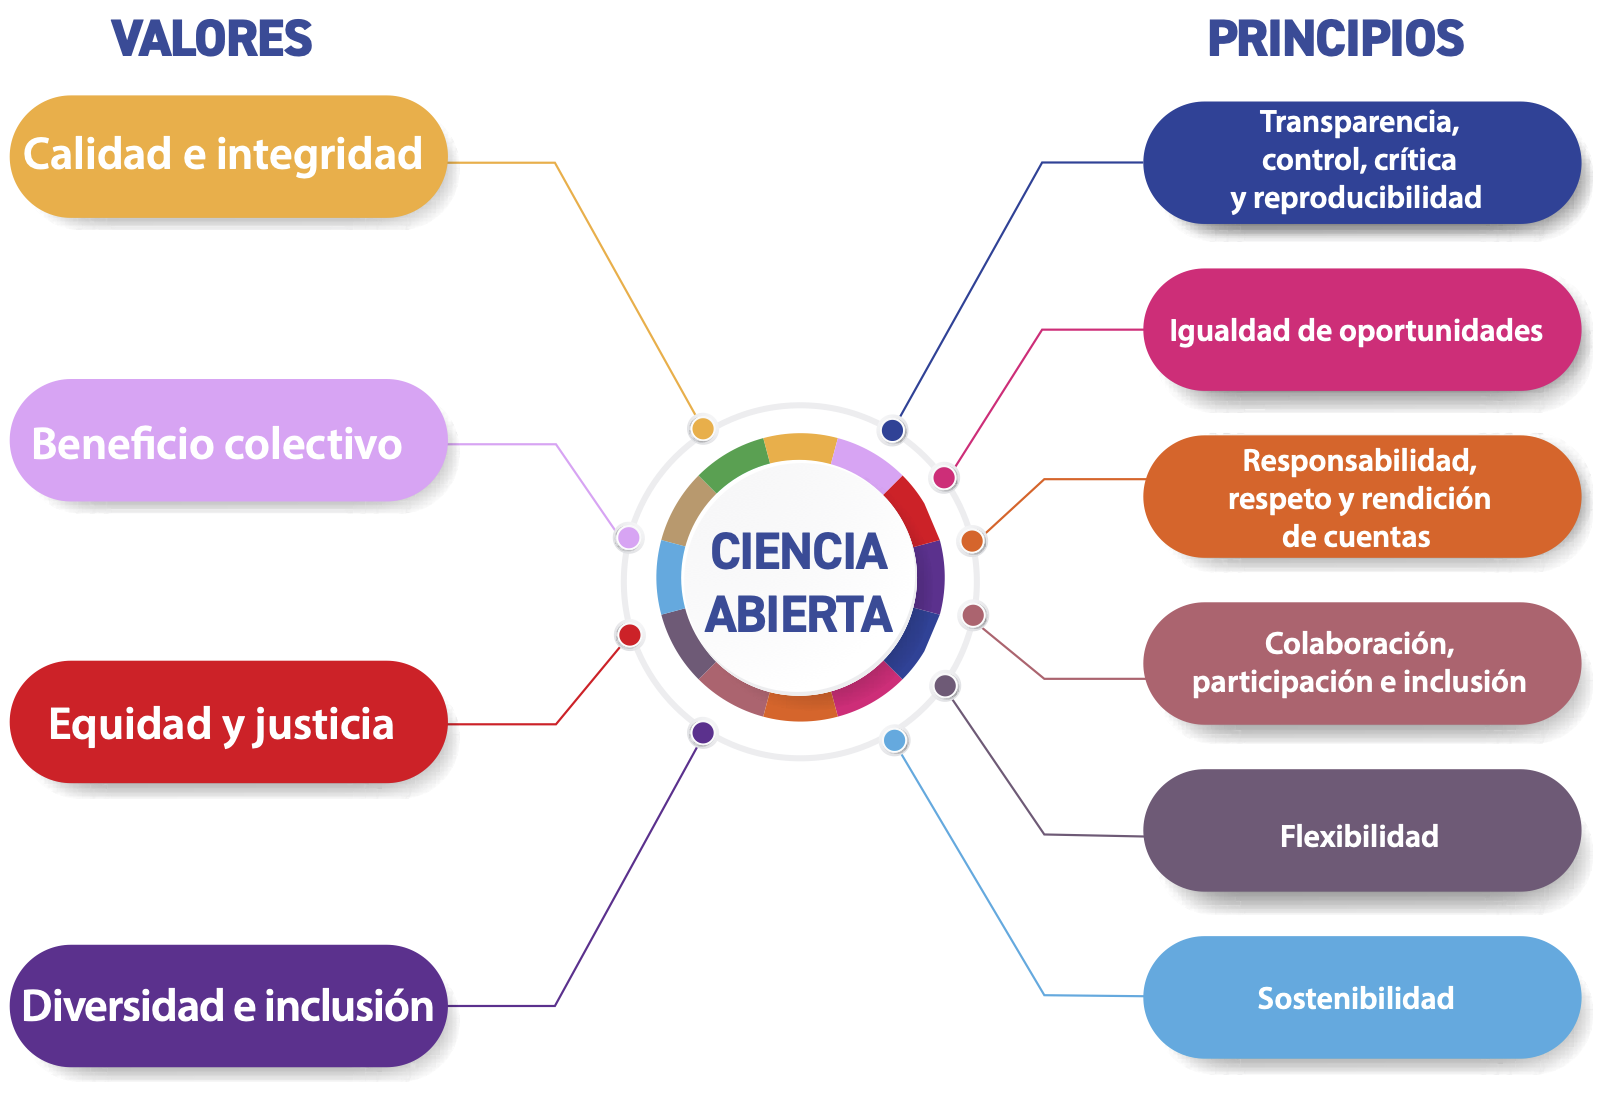 VALORES
Calidad e integridad
Beneficio colectivo
Equidad y justicia
Diversidad e inclusión
CIENCIA
ABIERTA
PRINCIPIOS
Transparencia,
control, crítica
y reproducibilidad
Igualdad de oportunidades
Responsabilidad,
respeto y rendición
de cuentas
Colaboración,
participación e inclusión
Flexibilidad
Sostenibilidad